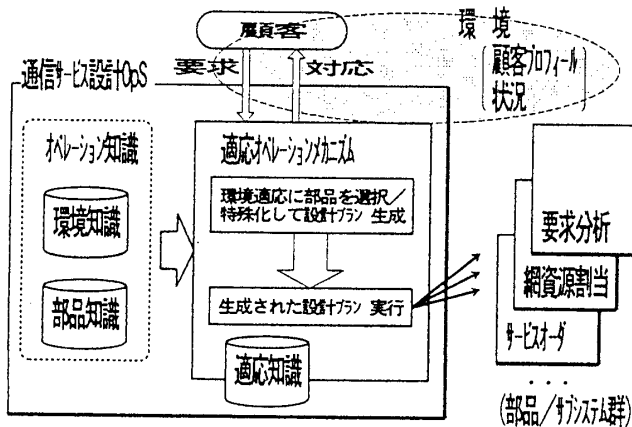 顧客
環 境
要求
対応
顧客プロフィール
状況
通信サービス設計OpS
オペレーション知識
環境知識
部品知識
適応オペレーションメカニズム
環境適応に部品を選択/
特殊化して設計プラン 生成
生成された設計プラン 実行
適応知識
要求分析
網資源割当
サービスオーダ
・・・
(部品/サブシステム群)